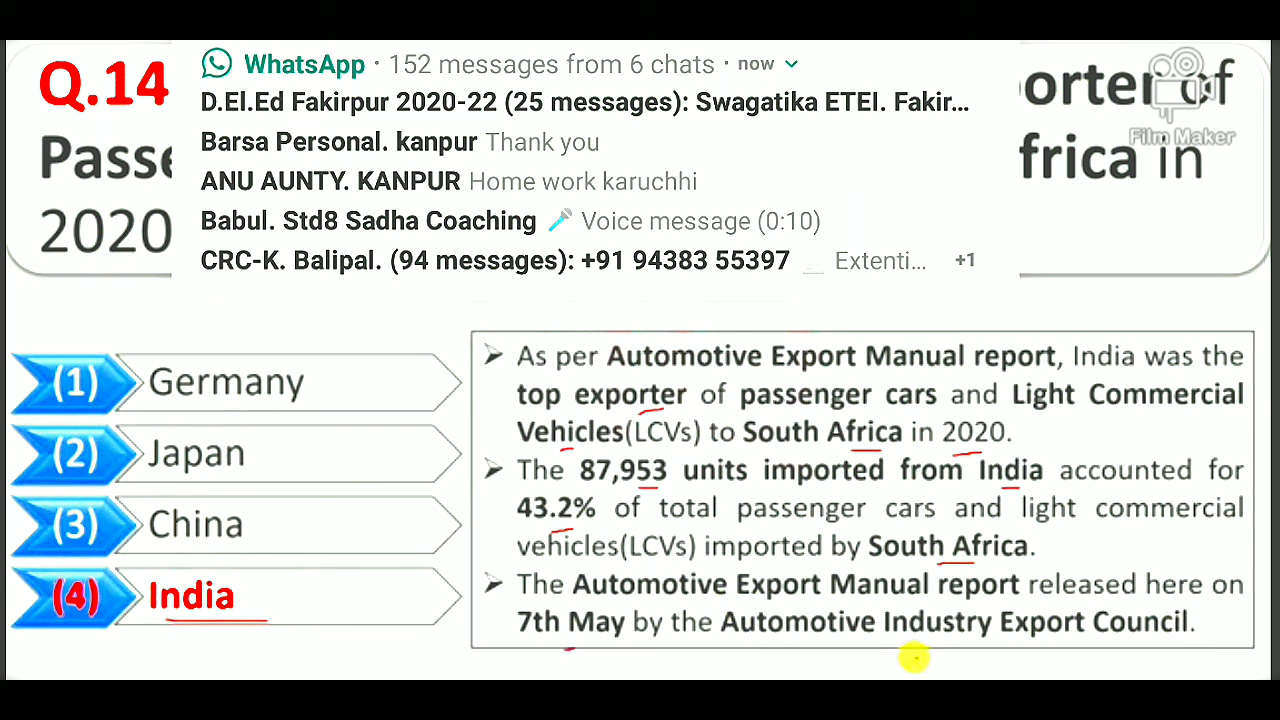 Q.14
WhatsApp · 152 messages from 6 chats · now
D.El.Ed Fakirpur 2020-22 (25 messages): Swagatika ETEI. Fakir...
Barsa Personal. kanpur Thank you
ANU AUNTY. KANPUR Home work karuchhi
Babul. Std8 Sadha Coaching 🎤 Voice message (0:10)
CRC-K. Balipal. (94 messages): +91 94383 55397 Extenti... +1
orter of
Film Maker
Passe
frica in
2020
(1) Germany
(2) Japan
(3) China
(4) India
➢ As per Automotive Export Manual report, India was the
top exporter of passenger cars and Light Commercial
Vehicles(LCVs) to South Africa in 2020.
➢ The 87,953 units imported from India accounted for
43.2% of total passenger cars and light commercial
vehicles(LCVs) imported by South Africa.
➢ The Automotive Export Manual report released here on
7th May by the Automotive Industry Export Council.